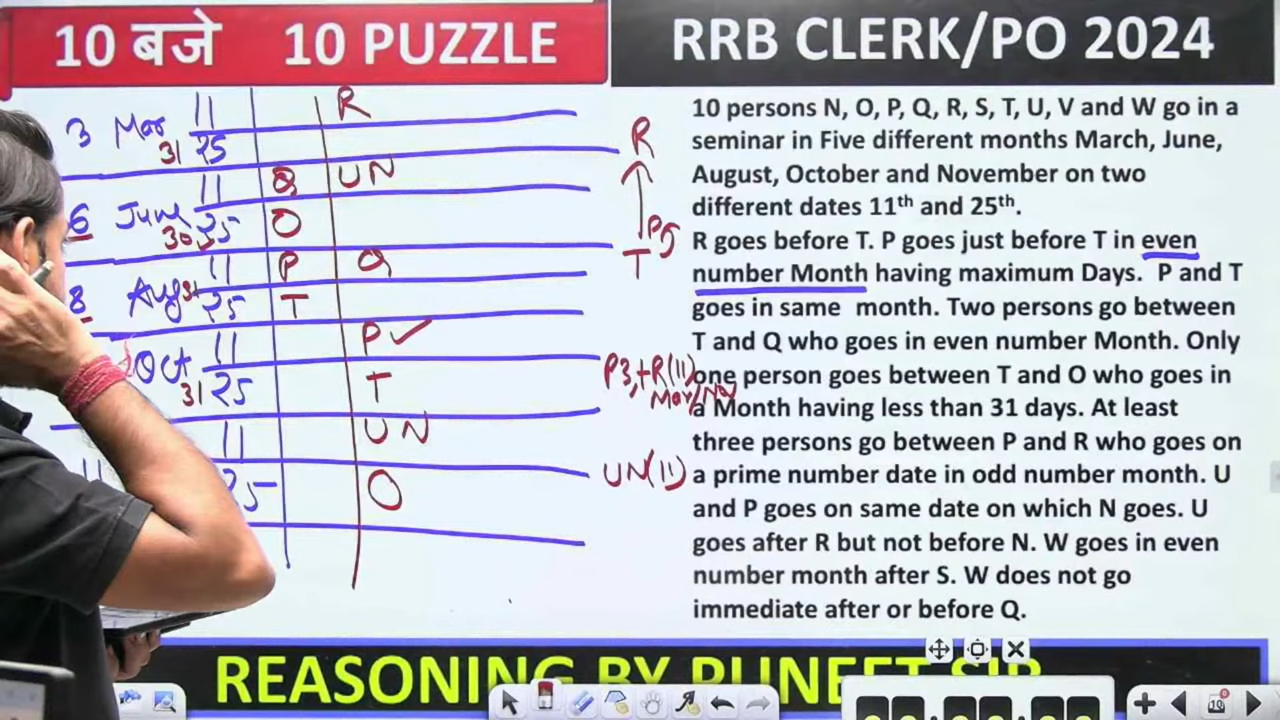 10 बजे 10 PUZZLE
RRB CLERK/PO 2024
3 Mar 31 11 R
25
6 June 30 11 Q UN
25 O
8 Aug 31 11 P Q
25 T
Oct 31 11 P ✓
25 T
11 UN
25 O
R
P5
T
P3,+R(11)
Mar/Nov
UN(11)
10 persons N, O, P, Q, R, S, T, U, V and W go in a
seminar in Five different months March, June,
August, October and November on two
different dates 11th and 25th.
R goes before T. P goes just before T in even
number Month having maximum Days. P and T
goes in same month. Two persons go between
T and Q who goes in even number Month. Only
one person goes between T and O who goes in
a Month having less than 31 days. At least
three persons go between P and R who goes on
a prime number date in odd number month. U
and P goes on same date on which N goes. U
goes after R but not before N. W goes in even
number month after S. W does not go
immediate after or before Q.
REASONING BY PUNEET SIR